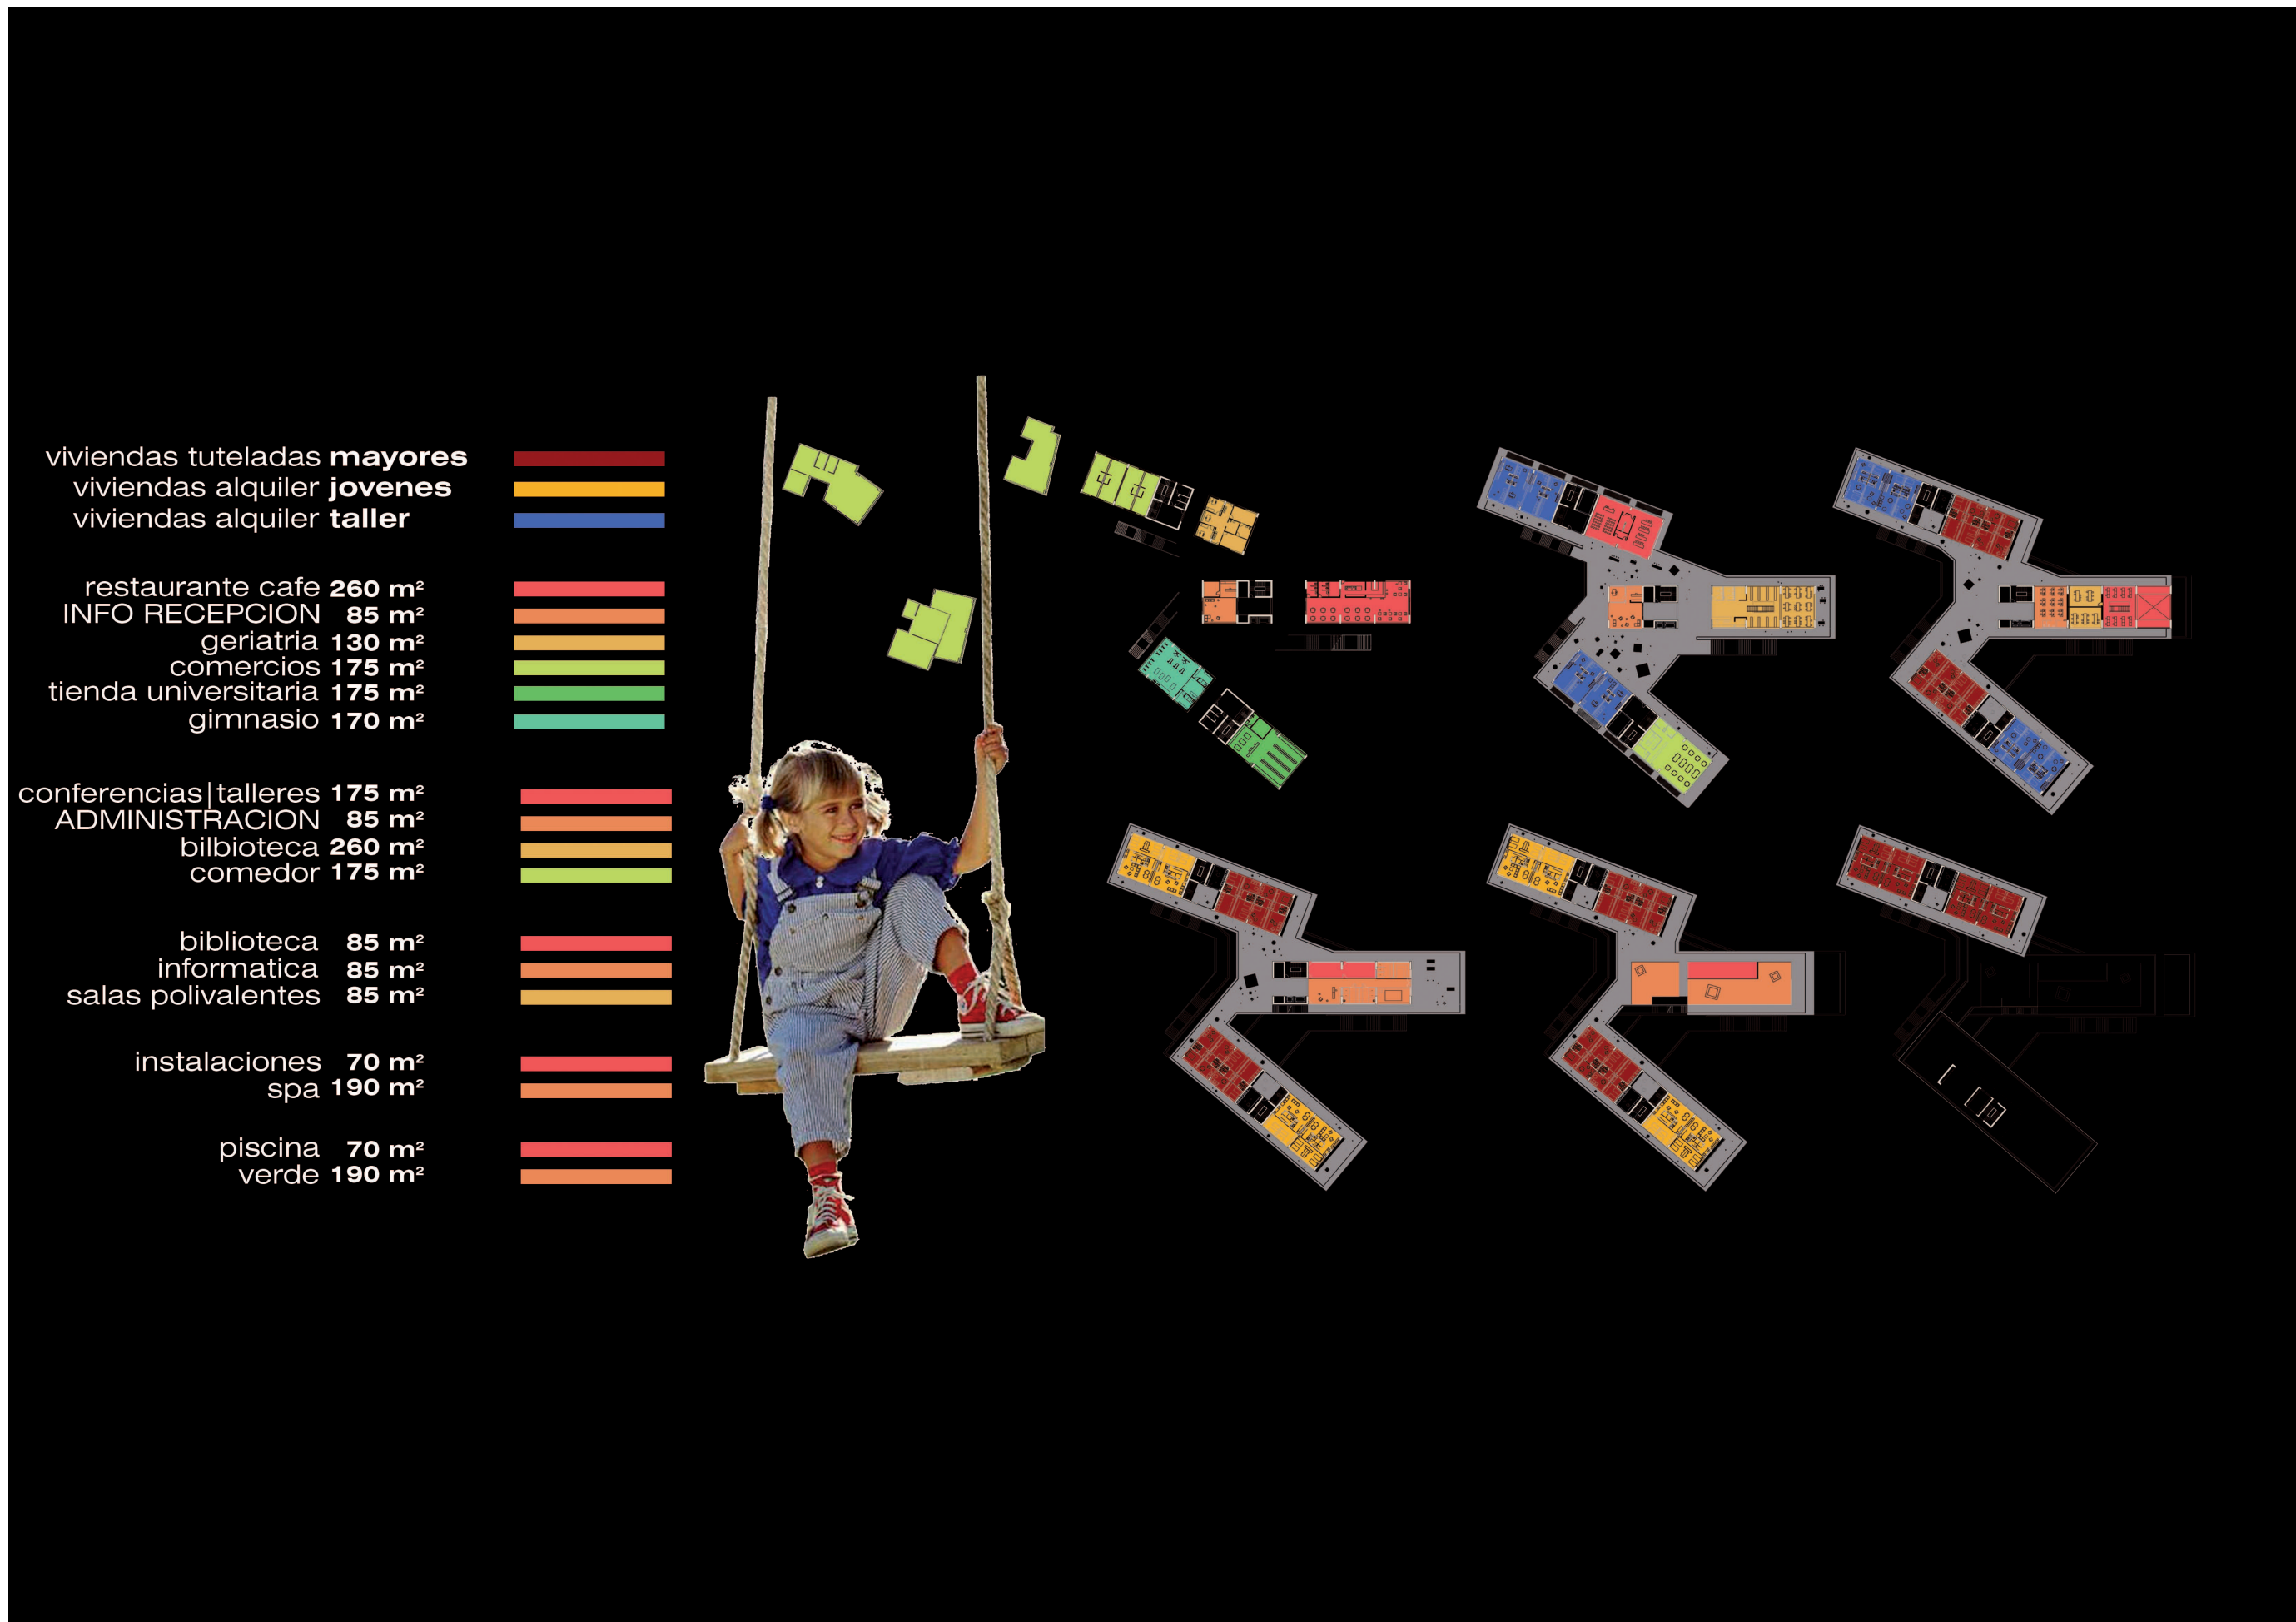 viviendas tuteladas mayores
viviendas alquiler jovenes
viviendas alquiler taller
restaurante cafe 260 m²
INFO RECEPCION 85 m²
geriatria 130 m²
comercios 175 m²
tienda universitaria 175 m²
gimnasio 170 m²
conferencias|talleres 175 m²
ADMINISTRACION 85 m²
bilbioteca 260 m²
comedor 175 m²
biblioteca 85 m²
informatica 85 m²
salas polivalentes 85 m²
instalaciones 70 m²
spa 190 m²
piscina 70 m²
verde 190 m²